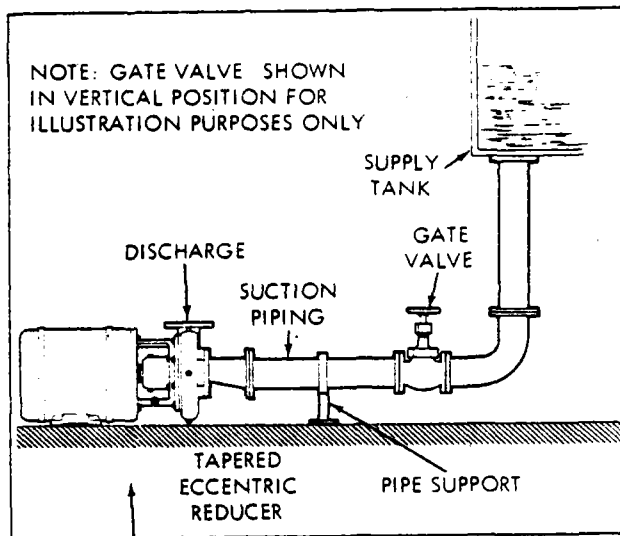 NOTE: GATE VALVE SHOWN
IN VERTICAL POSITION FOR
ILLUSTRATION PURPOSES ONLY
SUPPLY
TANK
GATE
VALVE
DISCHARGE
SUCTION
PIPING
TAPERED
ECCENTRIC
REDUCER
PIPE SUPPORT